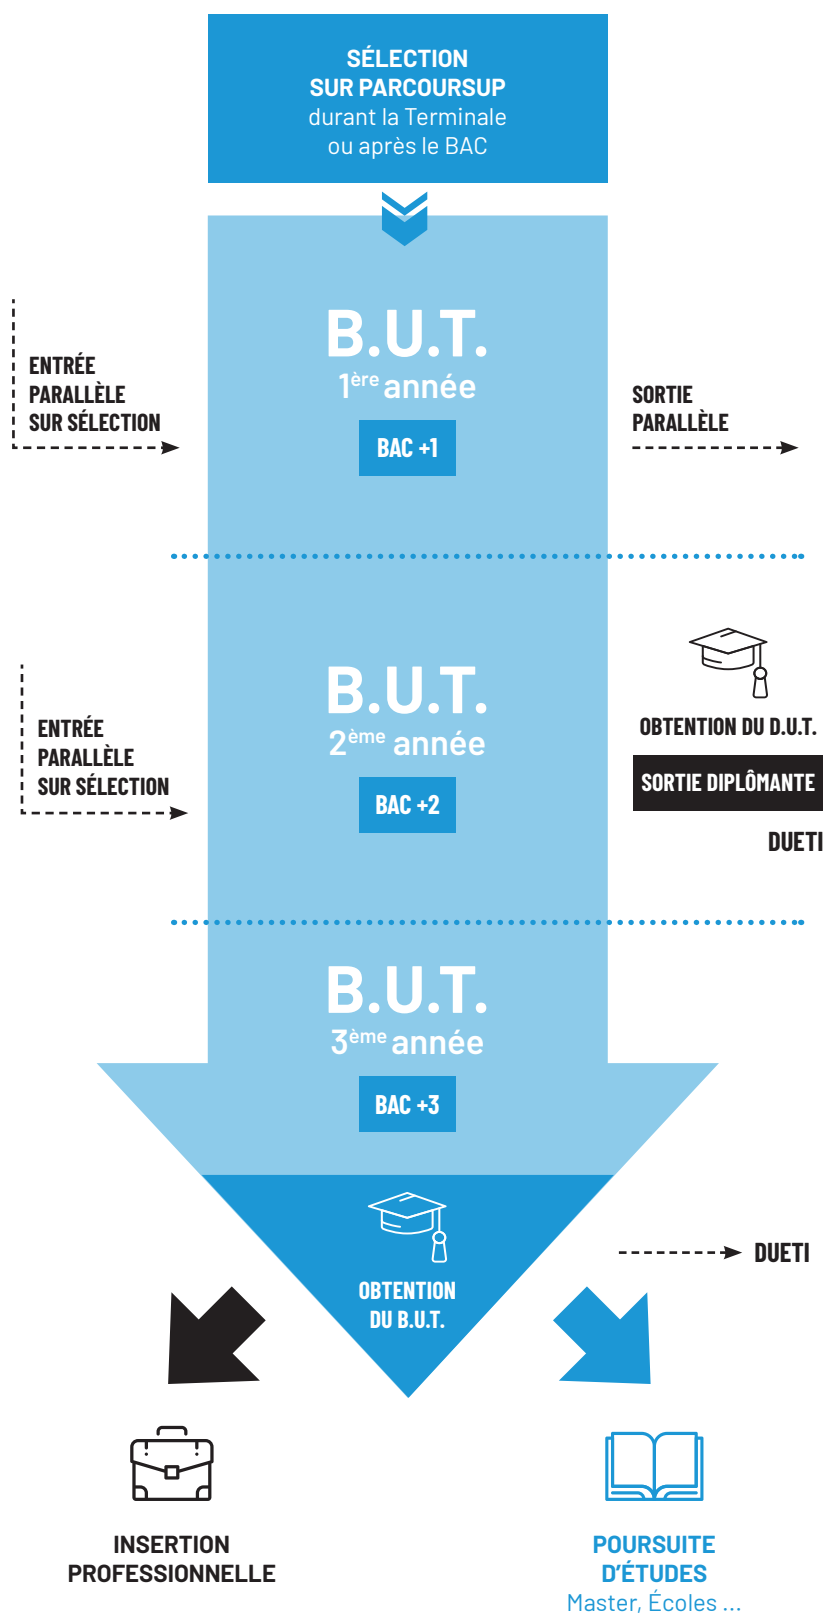 SÉLECTION
SUR PARCOURSUP
durant la Terminale
ou après le BAC
B.U.T.
1ère année
BAC +1
ENTRÉE
PARALLÈLE
SUR SÉLECTION
SORTIE
PARALLÈLE
B.U.T.
2ème année
BAC +2
ENTRÉE
PARALLÈLE
SUR SÉLECTION
OBTENTION DU D.U.T.
SORTIE DIPLÔMANTE
DUETI
B.U.T.
3ème année
BAC +3
OBTENTION
DU B.U.T.
DUETI
INSERTION
PROFESSIONNELLE
POURSUITE
D'ÉTUDES
Master, Écoles ...